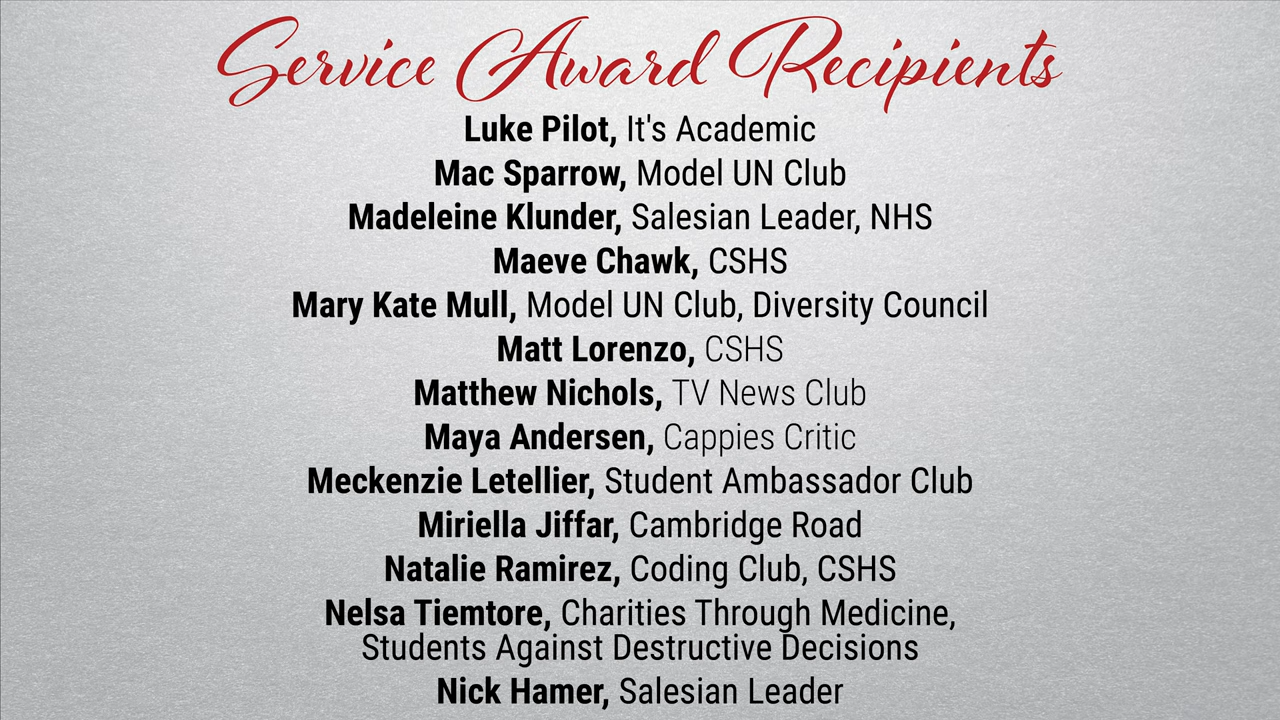 Service Award Recipients
Luke Pilot, It's Academic
Mac Sparrow, Model UN Club
Madeleine Klunder, Salesian Leader, NHS
Maeve Chawk, CSHS
Mary Kate Mull, Model UN Club, Diversity Council
Matt Lorenzo, CSHS
Matthew Nichols, TV News Club
Maya Andersen, Cappies Critic
Meckenzie Letellier, Student Ambassador Club
Miriella Jiffar, Cambridge Road
Natalie Ramirez, Coding Club, CSHS
Nelsa Tiemtore, Charities Through Medicine,
Students Against Destructive Decisions
Nick Hamer, Salesian Leader